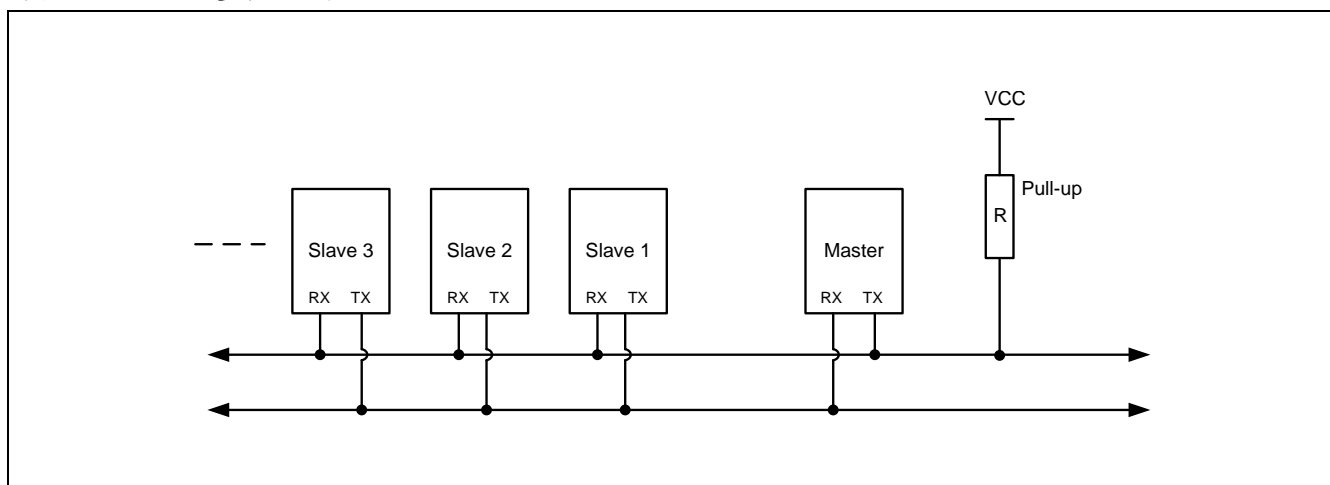 VCC
Pull-up
R
Slave 3
Slave 2
Slave 1
Master
RX TX
RX TX
RX TX
RX TX